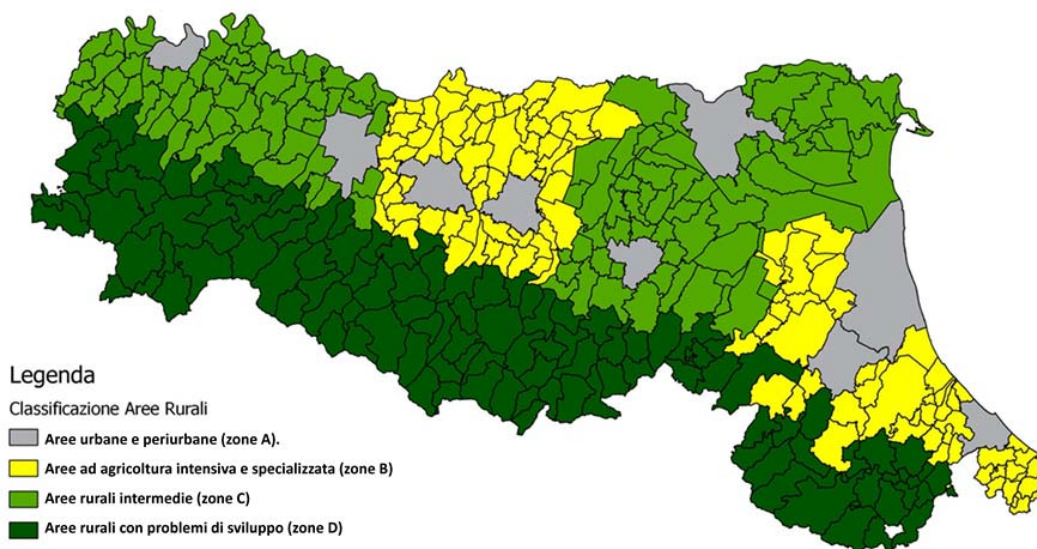 Legenda
Classificazione Aree Rurali
Aree urbane e periurbane (zone A).
Aree ad agricoltura intensiva e specializzata (zone B)
Aree rurali intermedie (zone C)
Aree rurali con problemi di sviluppo (zone D)